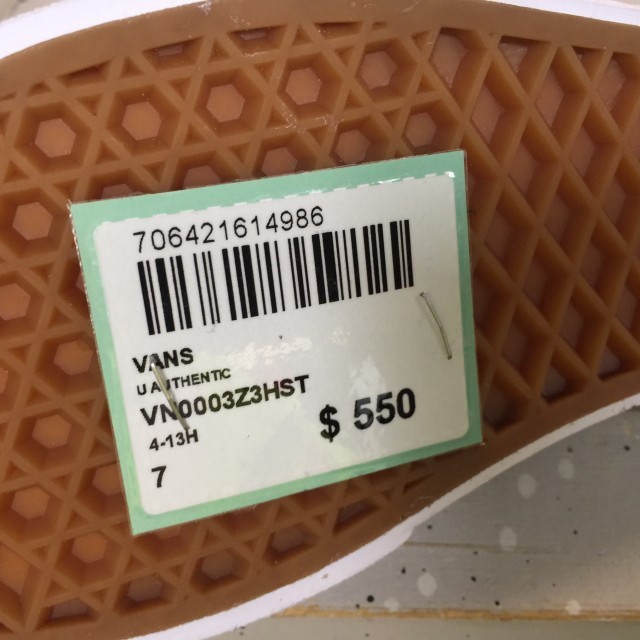 706421614986
VANS
U AUTHENTIC
VN0003Z3HST
4-13H
$ 550
7